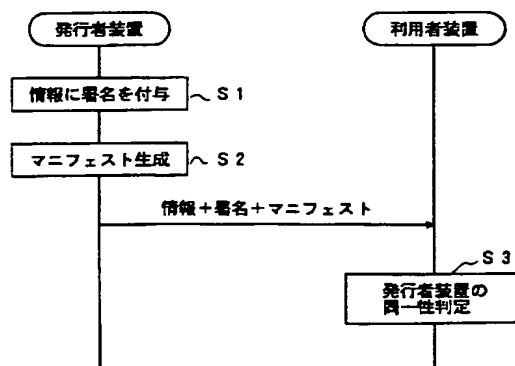 発行者装置
利用者装置
情報に署名を付与
S1
マニフェスト生成
S2
情報+署名+マニフェスト
S3
発行者装置の
同一性判定